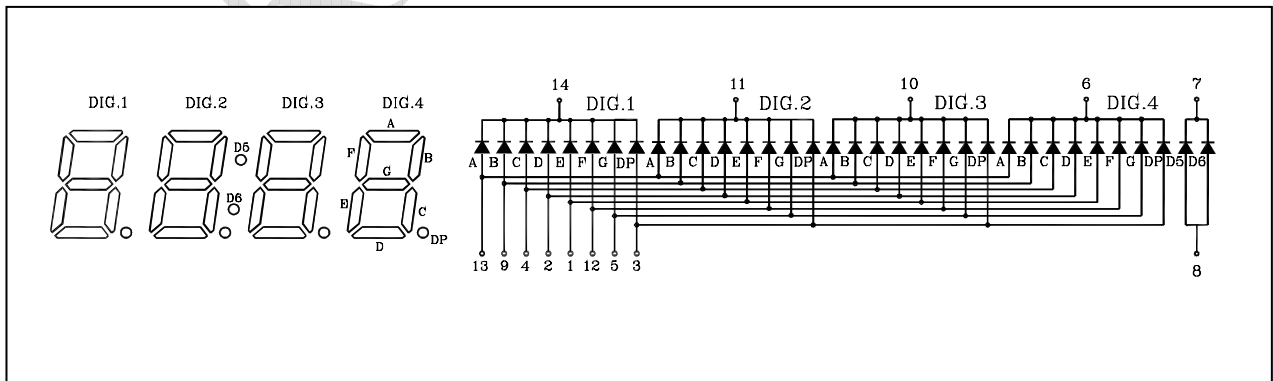 DIG.1 DIG.2 DIG.3 DIG.4
A
F B
G
D5
D6
E C
D DP
14 11 10 6 7
DIG.1 DIG.2 DIG.3 DIG.4
A B C D E F G DP A B C D E F G DP A B C D E F G DP A B C D E F G DP D5 D6
13 9 4 2 1 12 5 3 8